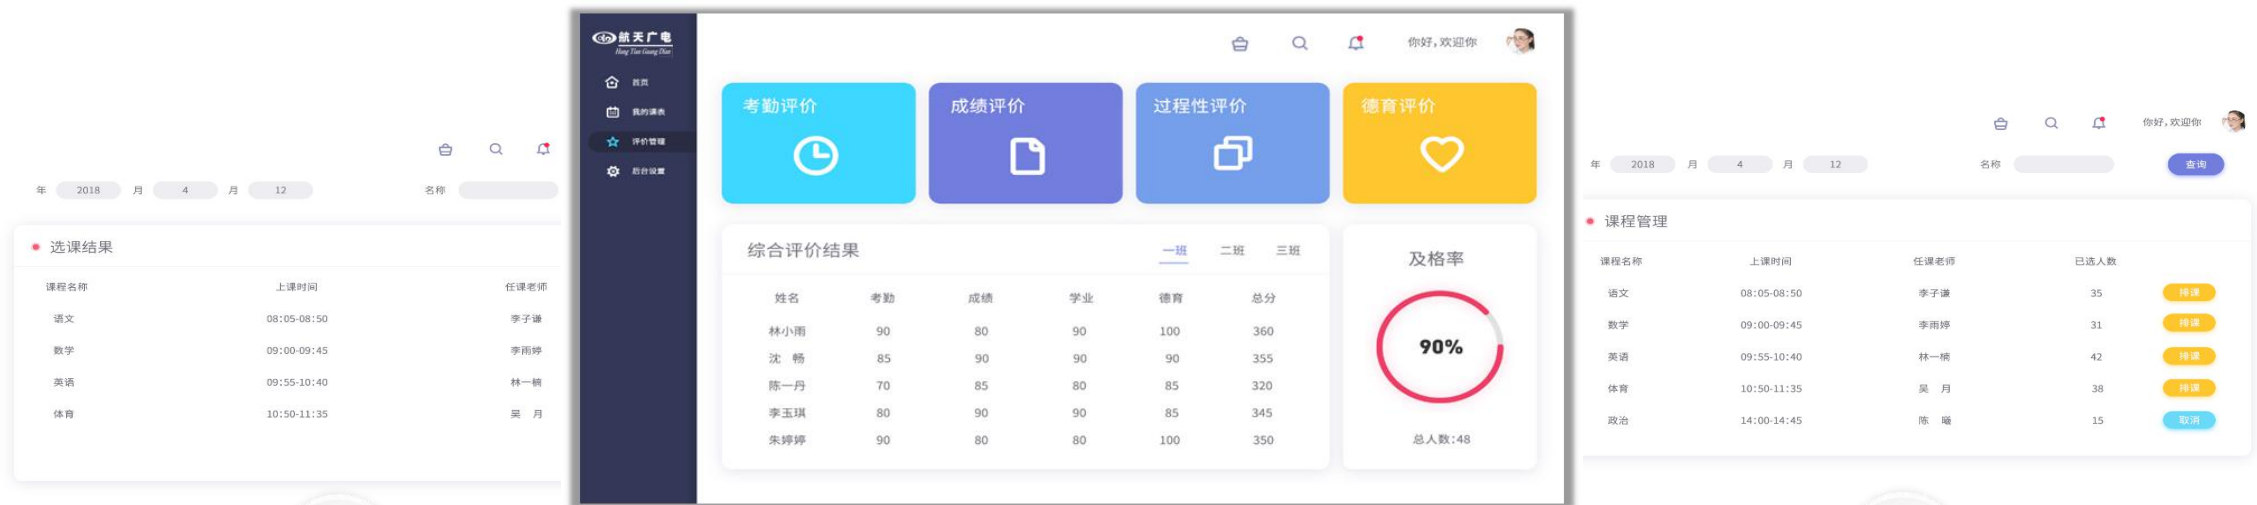 年 2018 月 4 月 12 名称
选课结果
课程名称 上课时间 任课老师
语文 08:05-08:50 李子谦
数学 09:00-09:45 李雨婷
英语 09:55-10:40 林一楠
体育 10:50-11:35 吴 月
航天广电
Hang Tian Guang Dian
首页
我的课表
评价管理
后台设置
你好,欢迎你
考勤评价 成绩评价 过程性评价 德育评价
综合评价结果 一班 二班 三班
姓名 考勤 成绩 学业 德育 总分
林小雨 90 80 90 100 360
沈 畅 85 90 90 90 355
陈一丹 70 85 80 85 320
李玉琪 80 90 90 85 345
朱婷婷 90 80 80 100 350
及格率
90%
总人数:48
你好,欢迎你
年 2018 月 4 月 12 名称 查询
课程管理
课程名称 上课时间 任课老师 已选人数
语文 08:05-08:50 李子谦 35 排课
数学 09:00-09:45 李雨婷 31 排课
英语 09:55-10:40 林一楠 42 排课
体育 10:50-11:35 吴 月 38 排课
政治 14:00-14:45 陈 曦 15 取消